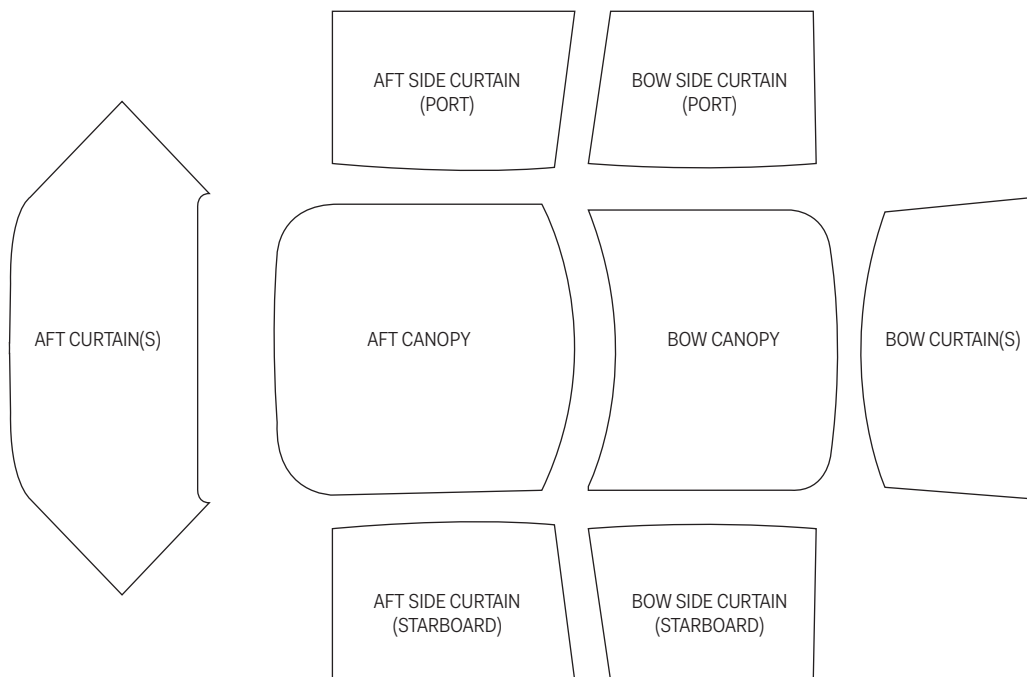 AFT SIDE CURTAIN
(PORT)
BOW SIDE CURTAIN
(PORT)
AFT CURTAIN(S)
AFT CANOPY
BOW CANOPY
BOW CURTAIN(S)
AFT SIDE CURTAIN
(STARBOARD)
BOW SIDE CURTAIN
(STARBOARD)